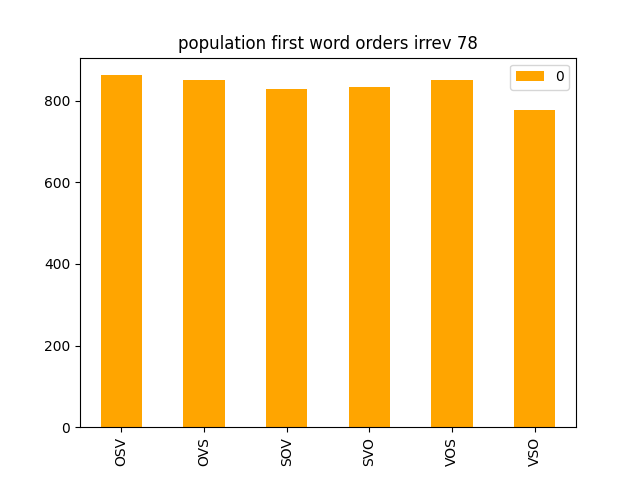 population first word orders irrev 78
0
800
600
400
200
0
OSV
OVS
SOV
SVO
VOS
VSO